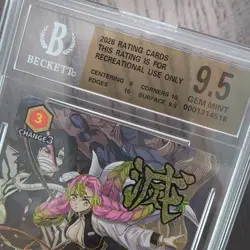 B
BECKETT
2026 RATING CARDS
THIS RATING IS FOR
RECREATIONAL USE ONLY
CENTERING CORNERS 10
EDGES 10 SURFACE 9.5
9.5
GEM MINT
0001714518
3
CHANGE:3
滅